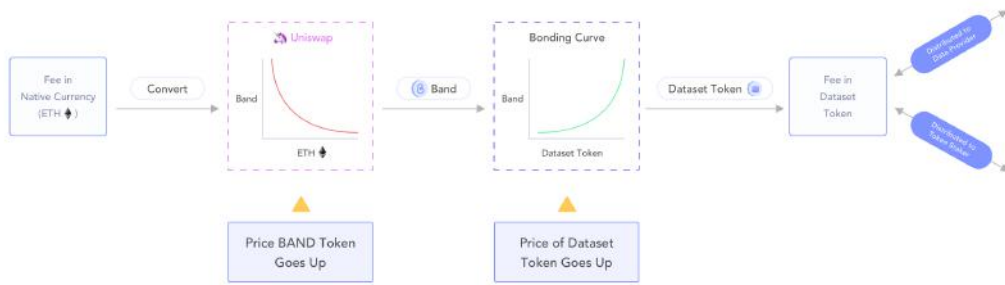 Fee in
Native Currency
(ETH)
Convert
Uniswap
Band
ETH
Band
Bonding Curve
Band
Dataset Token
Dataset Token
Fee in
Dataset
Token
Distributed to
Data Provider
Distributed to
Token Staker
Price BAND Token
Goes Up
Price of Dataset
Token Goes Up